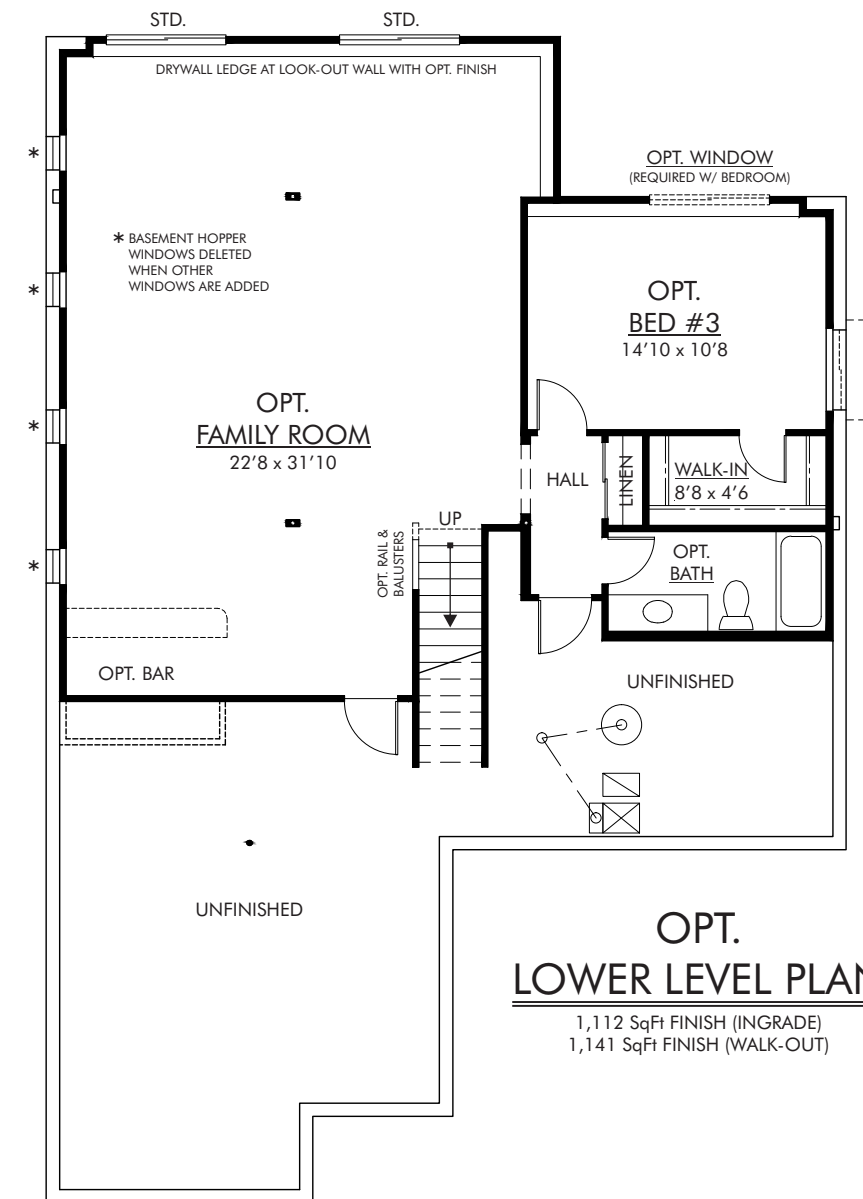 STD.
STD.
DRYWALL LEDGE AT LOOK-OUT WALL WITH OPT. FINISH
OPT. WINDOW
(REQUIRED W/ BEDROOM)
*
* BASEMENT HOPPER
WINDOWS DELETED
WHEN OTHER
WINDOWS ARE ADDED
*
OPT.
BED #3
14'10 x 10'8
OPT.
FAMILY ROOM
22'8 x 31'10
*
HALL
LINEN
WALK-IN
8'8 x 4'6
UP
OPT. RAIL &
BALUSTERS
OPT.
BATH
*
OPT. BAR
UNFINISHED
UNFINISHED
OPT.
LOWER LEVEL PLAN
1,112 SqFt FINISH (INGRADE)
1,141 SqFt FINISH (WALK-OUT)